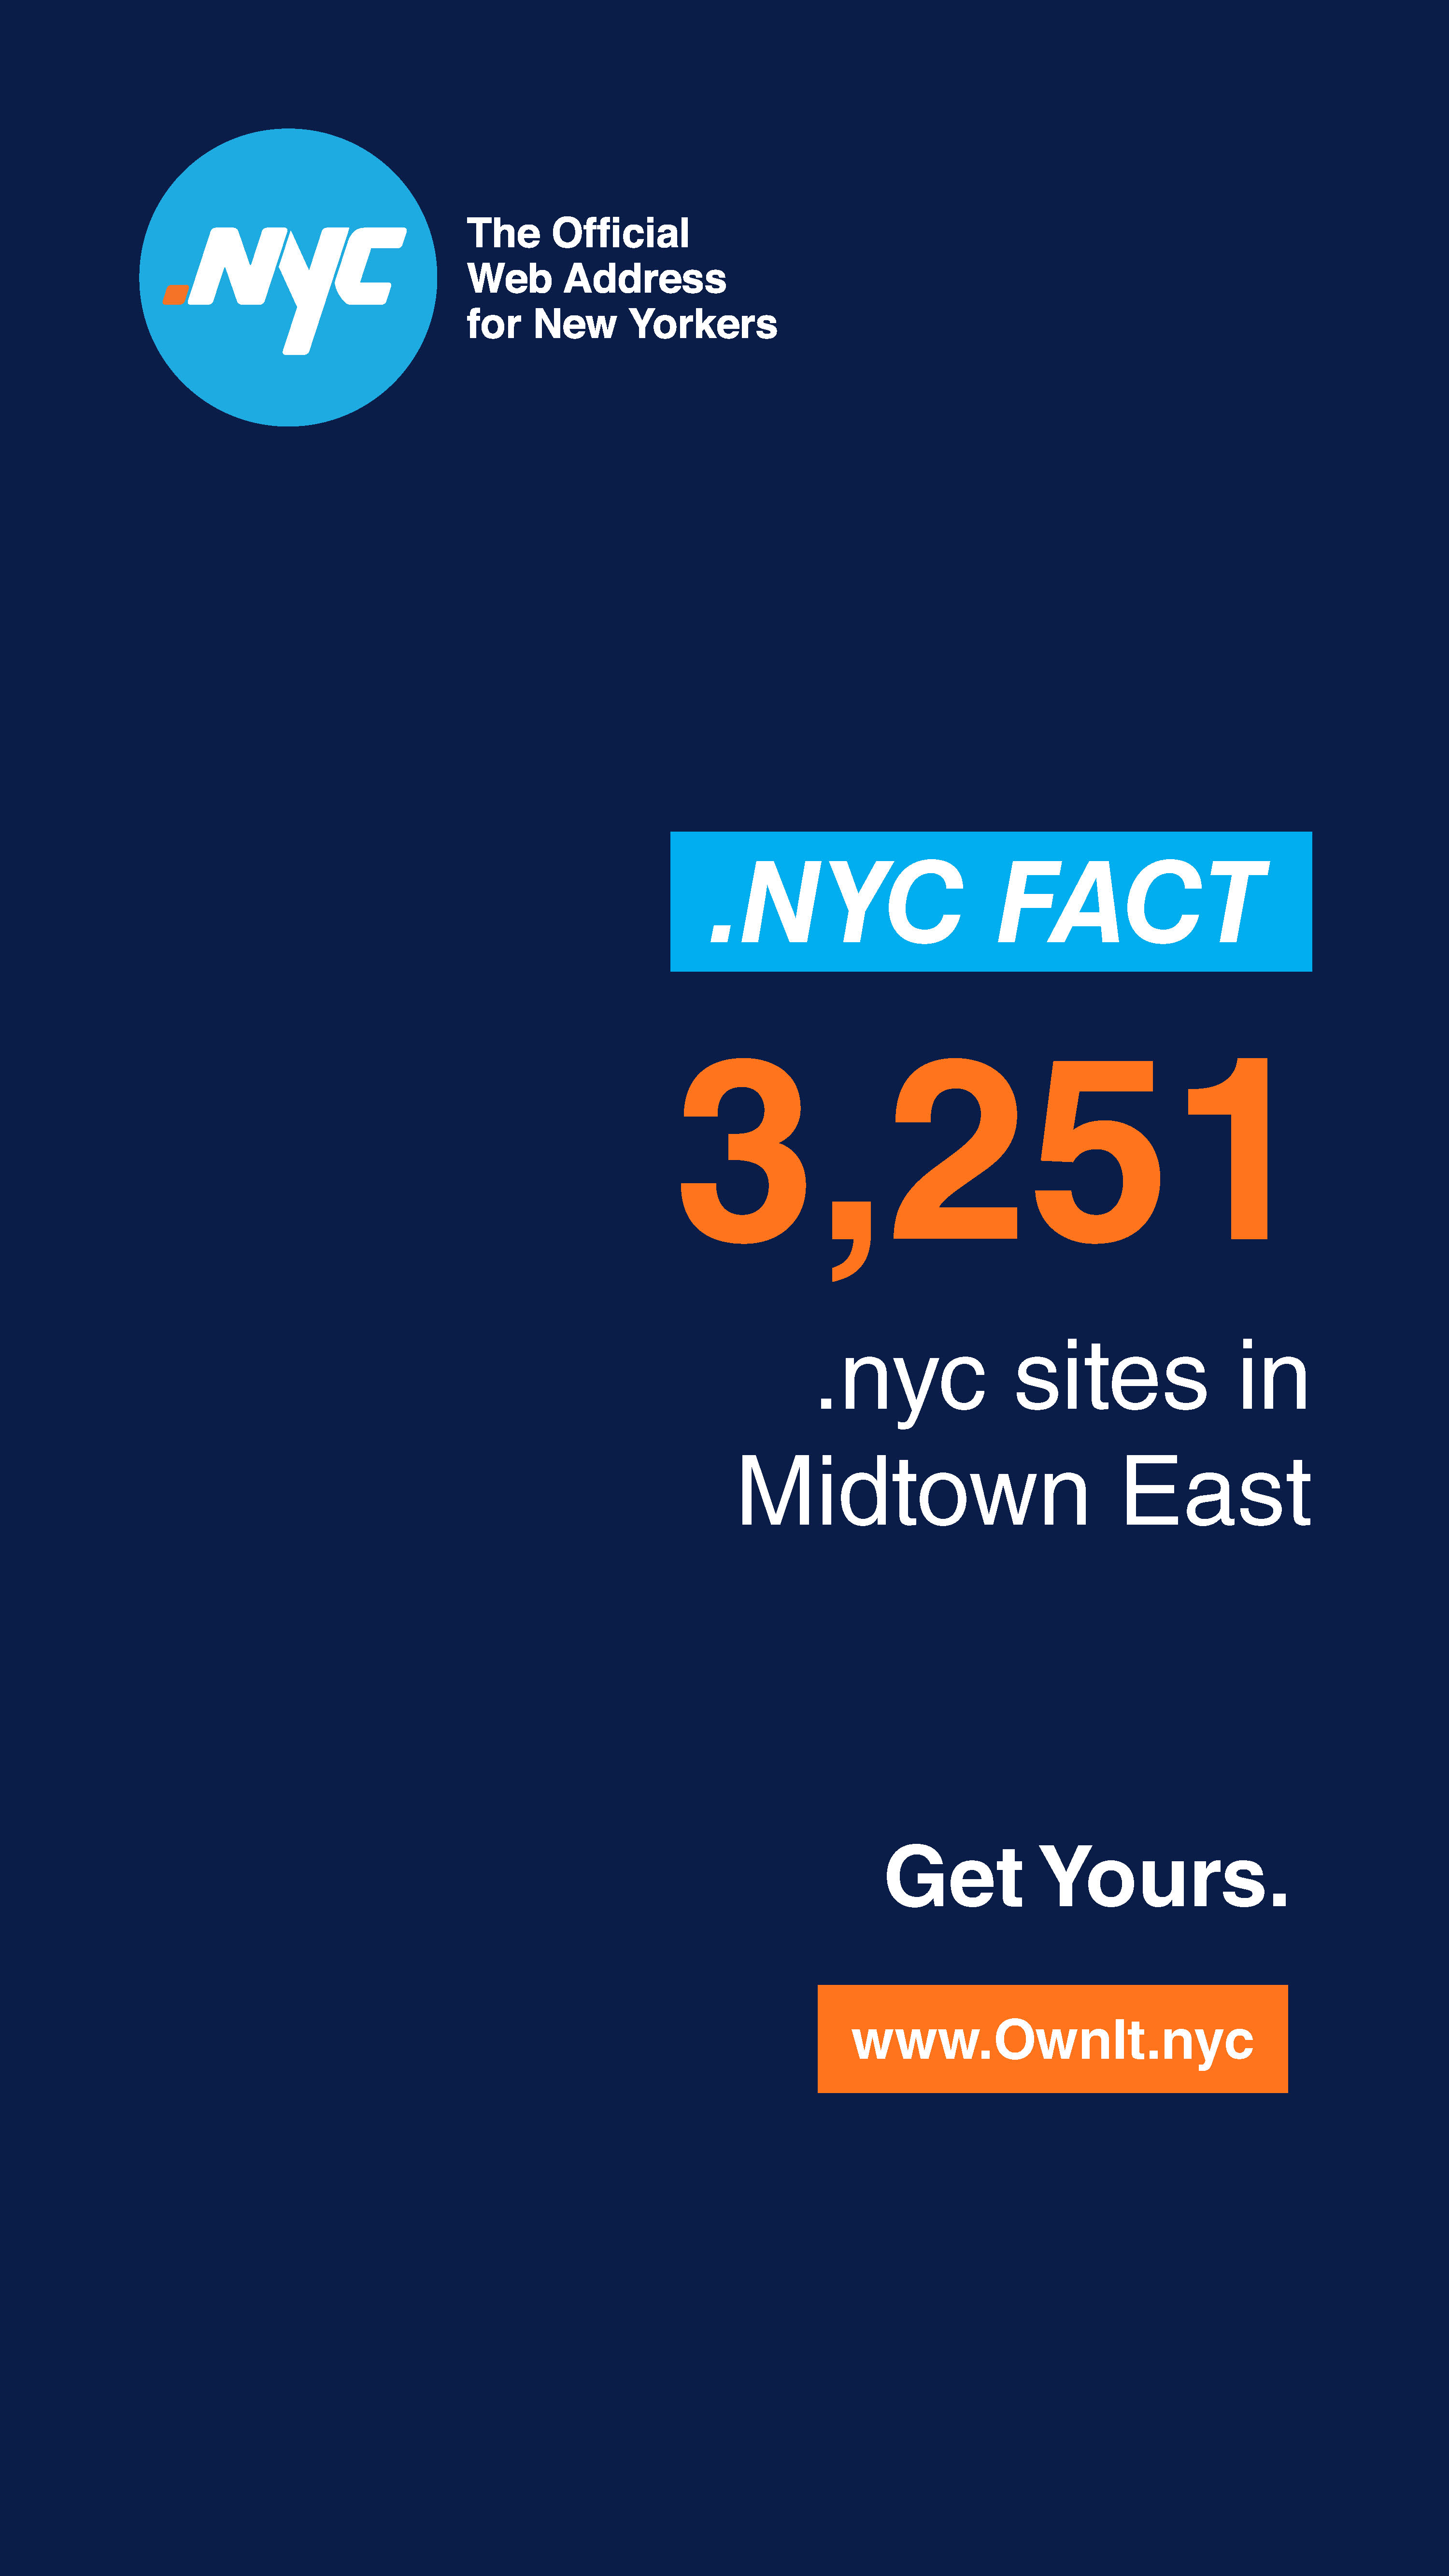 .NYC
The Official
Web Address
for New Yorkers
.NYC FACT
3,251
.nyc sites in
Midtown East
Get Yours.
www.OwnIt.nyc